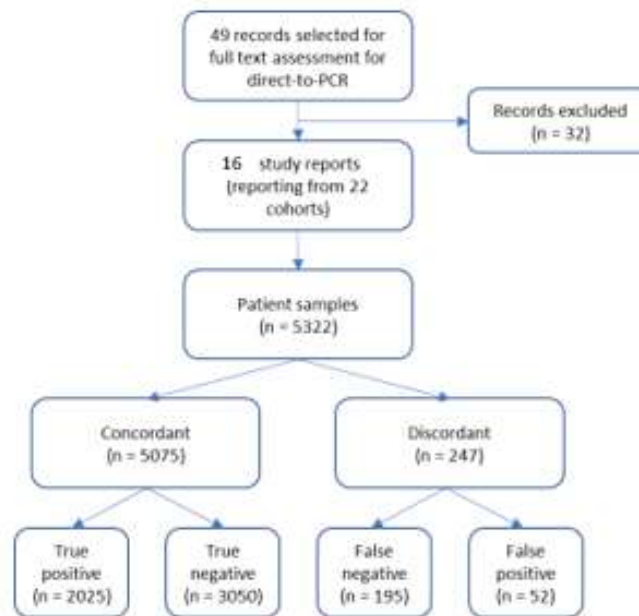 49 records selected for
full text assessment for
direct-to-PCR
Records excluded
(n = 32)
16 study reports
(reporting from 22
cohorts)
Patient samples
(n = 5322)
Concordant
(n = 5075)
Discordant
(n = 247)
True
positive
(n = 2025)
True
negative
(n = 3050)
False
negative
(n = 195)
False
positive
(n = 52)